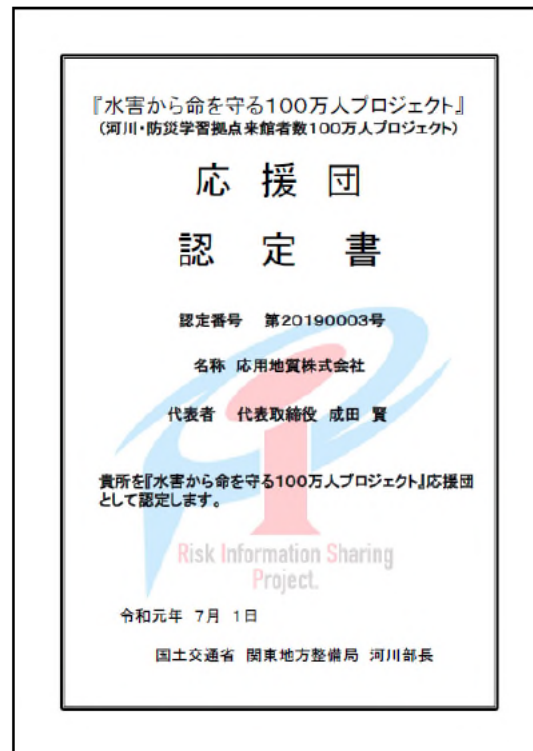 『水害から命を守る100万人プロジェクト』
(河川・防災学習拠点来館者数100万人プロジェクト)
応 援 団
認 定 書
認定番号 第20190003号
名称 応用地質株式会社
代表者 代表取締役 成田 賢
貴所を『水害から命を守る100万人プロジェクト』応援団
として認定します。
Risk Information Sharing
Project.
令和元年 7月 1日
国土交通省 関東地方整備局 河川部長